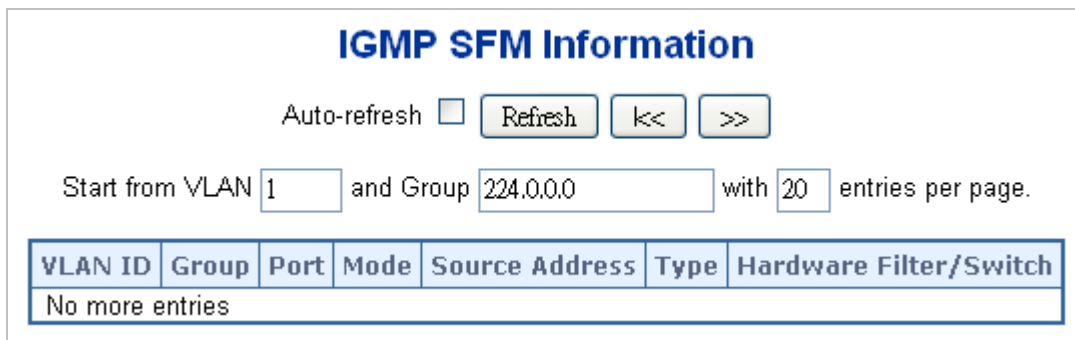 IGMP SFM Information
Auto-refresh Refresh |<< >>
Start from VLAN 1 and Group 224.0.0.0 with 20 entries per page.
VLAN ID Group Port Mode Source Address Type Hardware Filter/Switch
No more entries